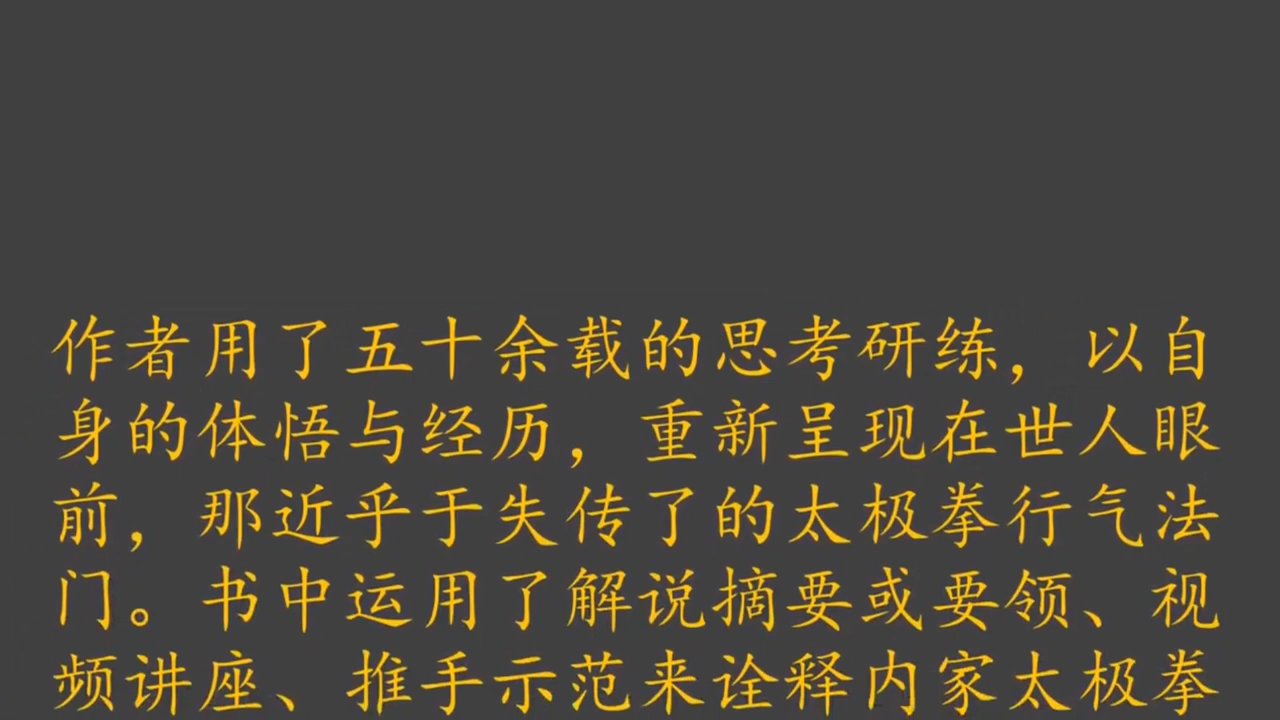 作者用了五十余载的思考研练，以自
身的体悟与经历，重新呈现在世人眼
前，那近乎于失传了的太极拳行气法
门。书中运用了解说摘要或要领、视
频讲座、推手示范来诠释内家太极拳